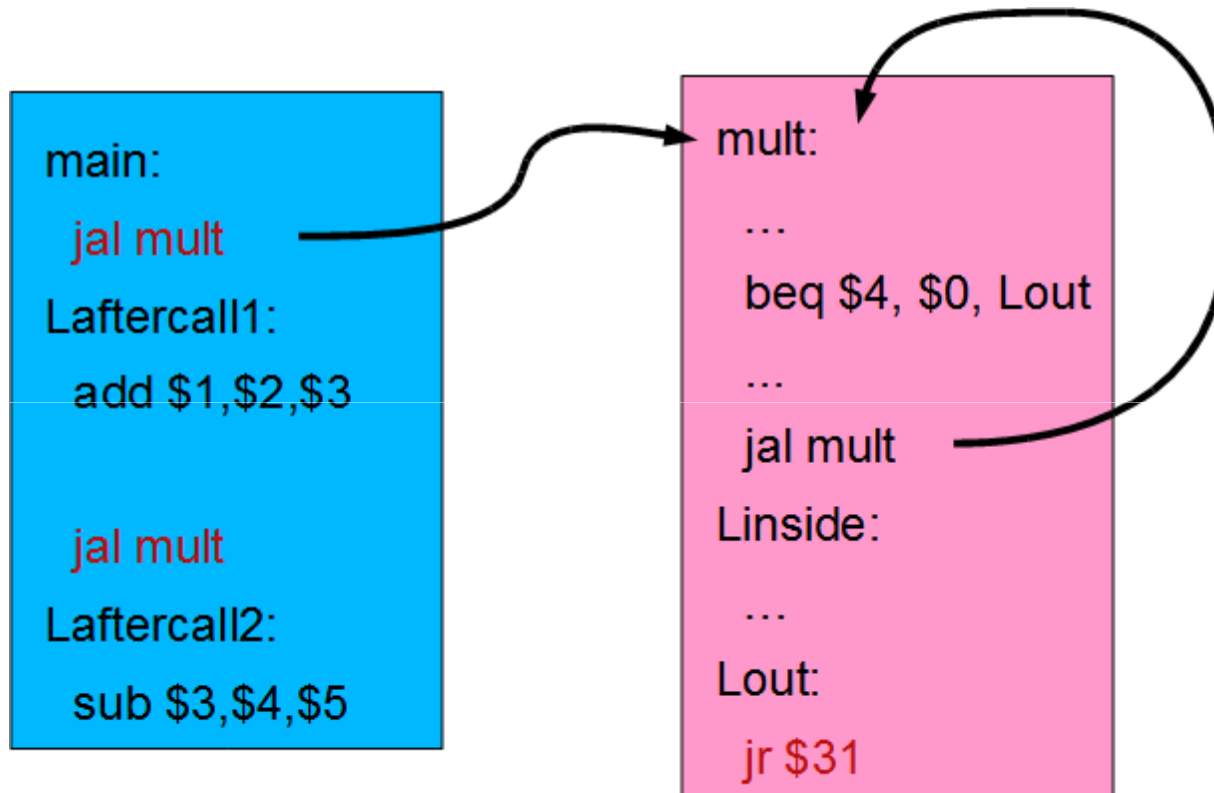 main:
jal mult
Laftercall1:
add $1,$2,$3
jal mult
Laftercall2:
sub $3,$4,$5
mult:
...
beq $4, $0, Lout
...
jal mult
Linside:
...
Lout:
jr $31